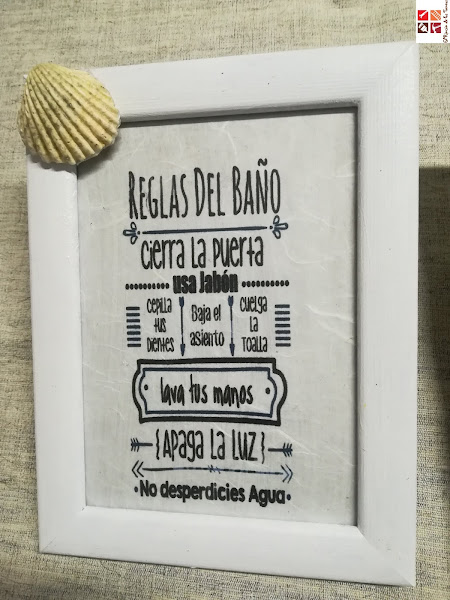 REGLAS DEL BAÑO
cierra La Puerta
usa Jabón
cepilla tus Dientes
Baja el asiento
cuelga La Toalla
lava tus manos
{Apaga La Luz}
·No desperdicies Agua·